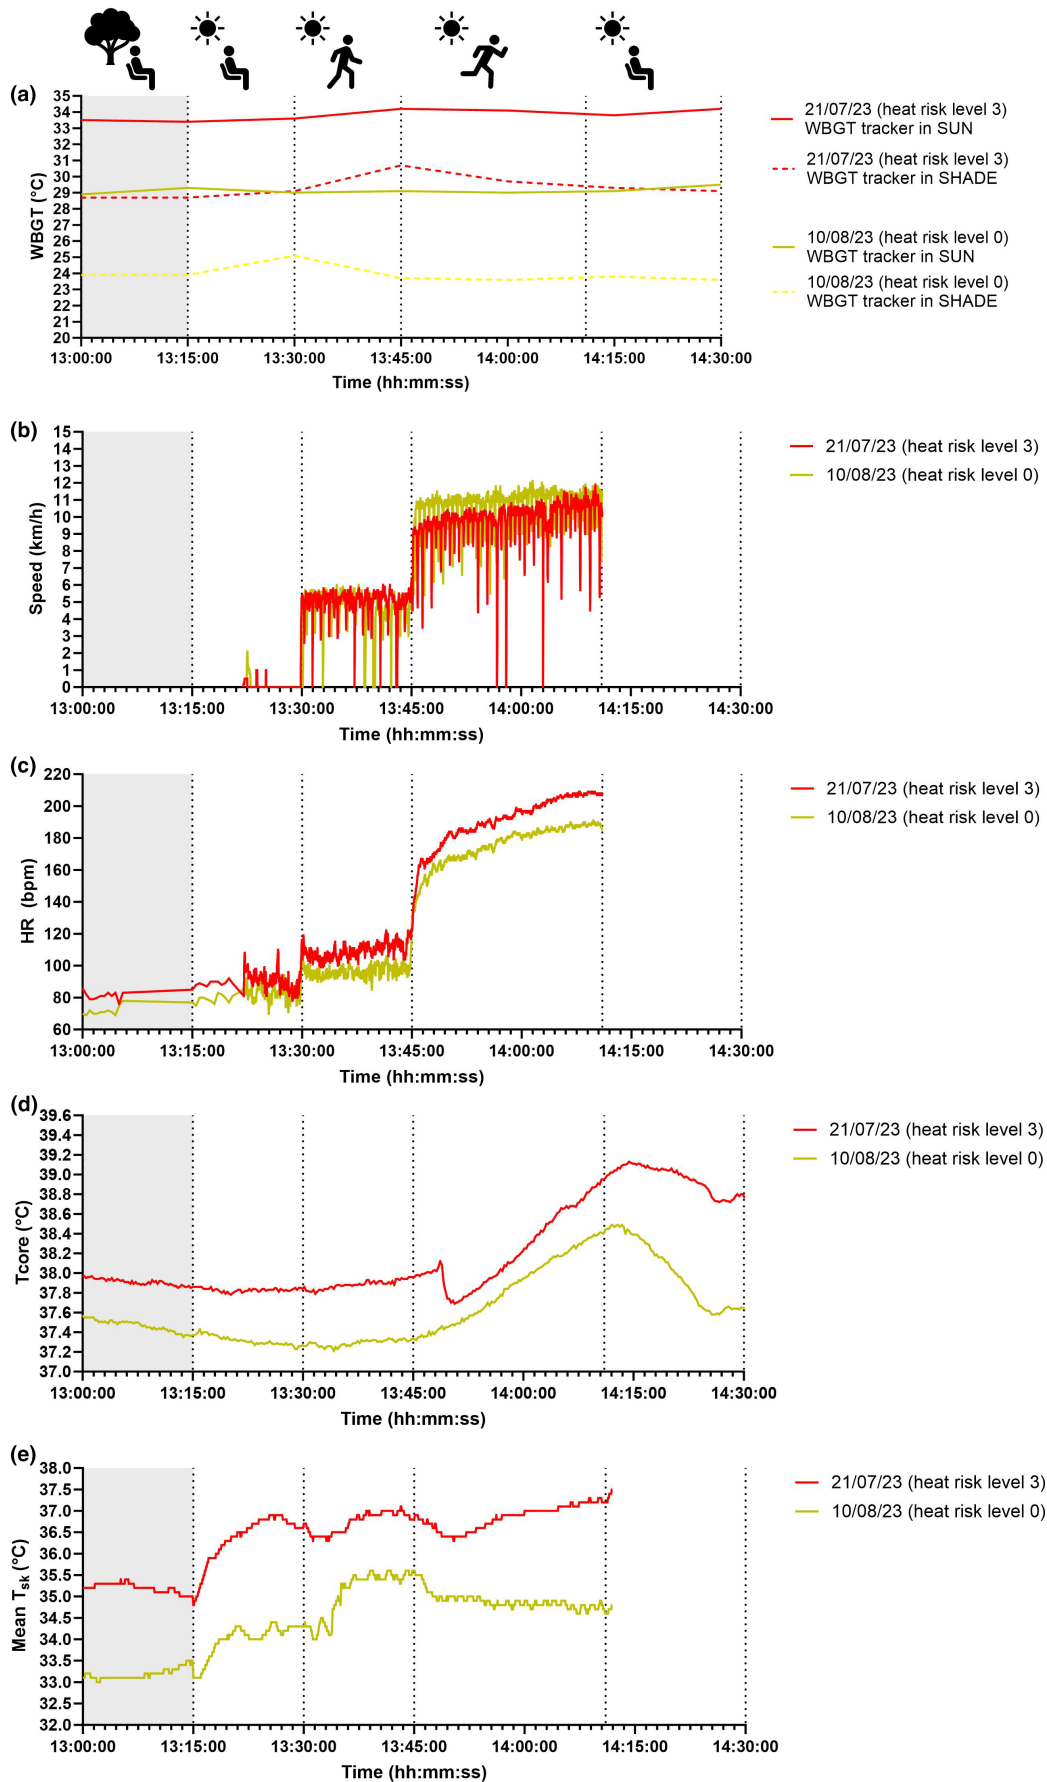 (a)
35
34
33
32
31
30
29
28
27
26
25
24
23
22
21
20
WBGT (°C)
13:00:00 13:15:00 13:30:00 13:45:00 14:00:00 14:15:00 14:30:00
Time (hh:mm:ss)
21/07/23 (heat risk level 3)
WBGT tracker in SUN
21/07/23 (heat risk level 3)
WBGT tracker in SHADE
10/08/23 (heat risk level 0)
WBGT tracker in SUN
10/08/23 (heat risk level 0)
WBGT tracker in SHADE
(b)
15
14
13
12
11
10
9
8
7
6
5
4
3
2
1
0
Speed (km/h)
13:00:00 13:15:00 13:30:00 13:45:00 14:00:00 14:15:00 14:30:00
Time (hh:mm:ss)
21/07/23 (heat risk level 3)
10/08/23 (heat risk level 0)
(c)
220
200
180
160
140
120
100
80
60
HR (bpm)
13:00:00 13:15:00 13:30:00 13:45:00 14:00:00 14:15:00 14:30:00
Time (hh:mm:ss)
21/07/23 (heat risk level 3)
10/08/23 (heat risk level 0)
(d)
39.6
39.4
39.2
39.0
38.8
38.6
38.4
38.2
38.0
37.8
37.6
37.4
37.2
37.0
Tcore (°C)
13:00:00 13:15:00 13:30:00 13:45:00 14:00:00 14:15:00 14:30:00
Time (hh:mm:ss)
21/07/23 (heat risk level 3)
10/08/23 (heat risk level 0)
(e)
38.0
37.5
37.0
36.5
36.0
35.5
35.0
34.5
34.0
33.5
33.0
32.5
32.0
Mean Tsk (°C)
13:00:00 13:15:00 13:30:00 13:45:00 14:00:00 14:15:00 14:30:00
Time (hh:mm:ss)
21/07/23 (heat risk level 3)
10/08/23 (heat risk level 0)